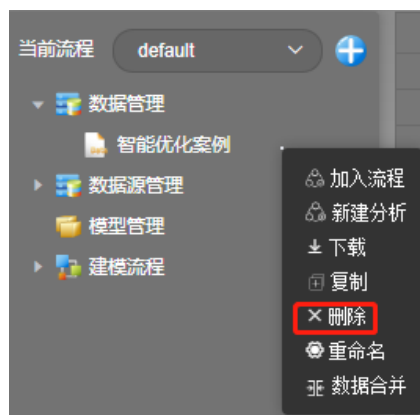 当前流程 default
数据管理
智能优化案例
数据源管理
模型管理
建模流程
加入流程
新建分析
下载
复制
删除
重命名
数据合并